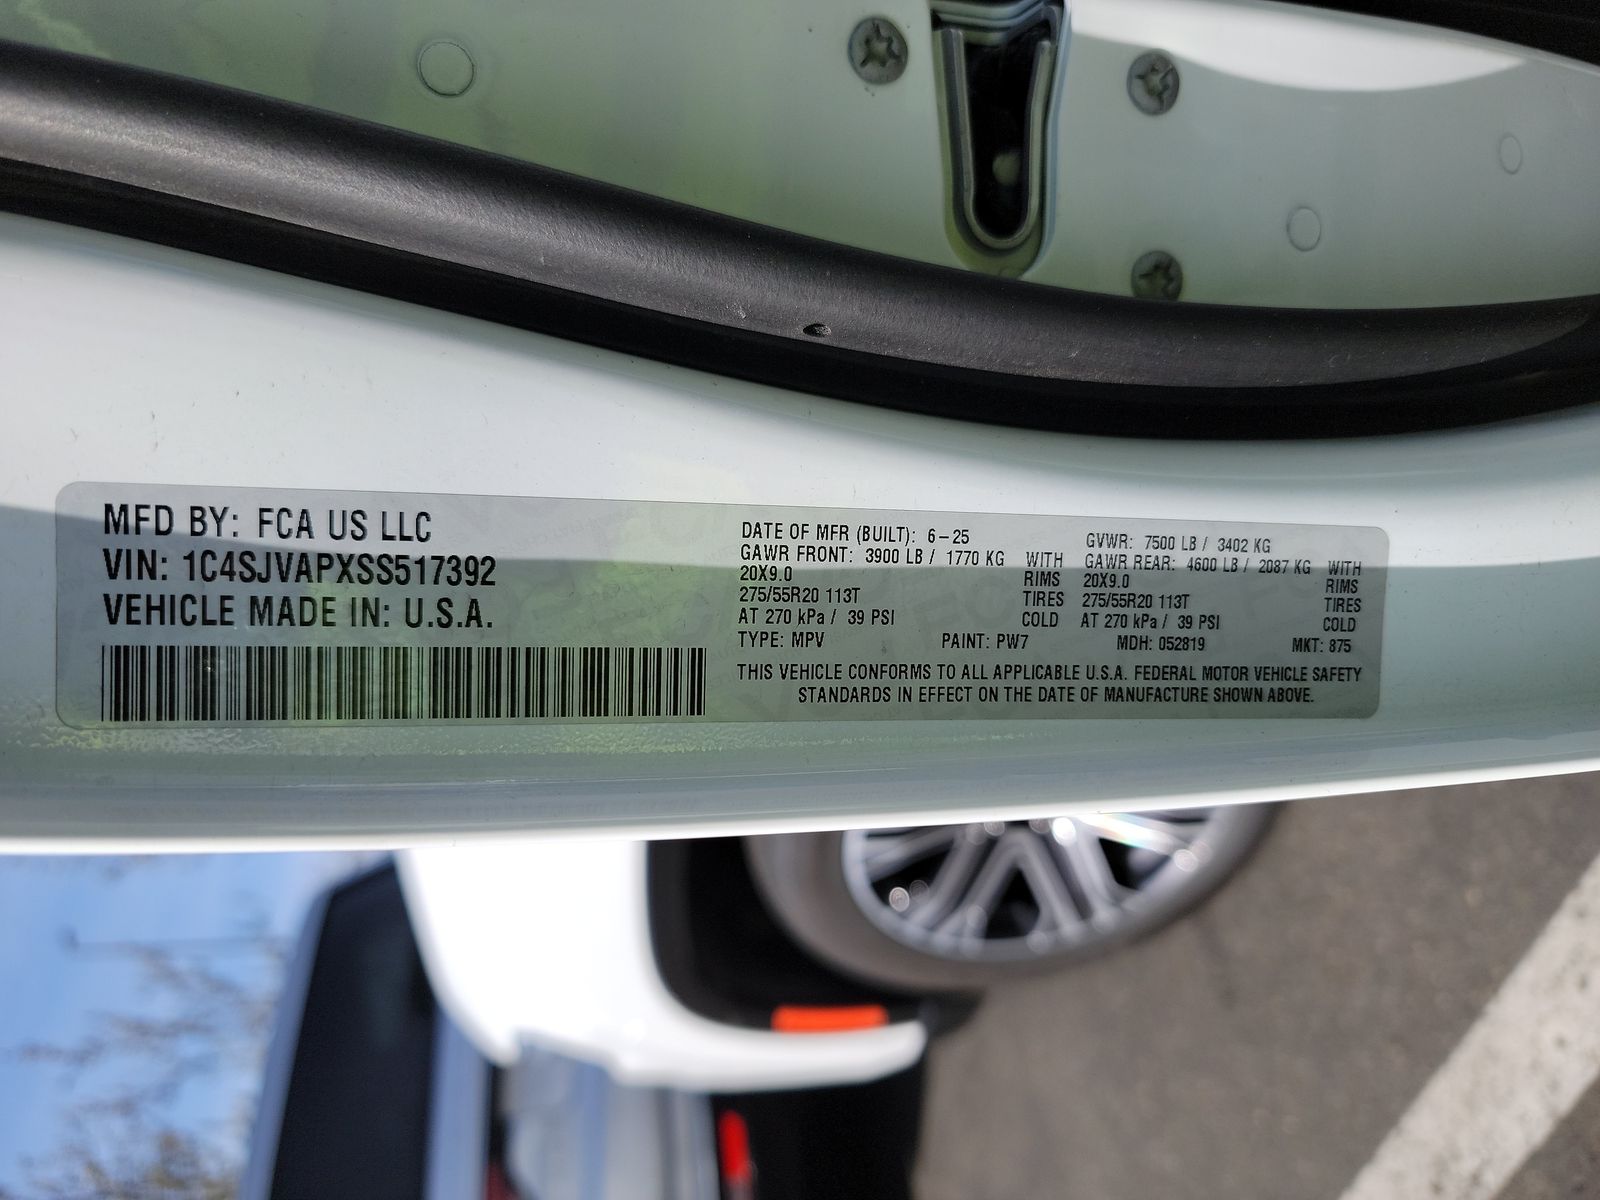 MFD BY: FCA US LLC
VIN: 1C4SJVAPXSS517392
VEHICLE MADE IN: U.S.A.
DATE OF MFR (BUILT): 6-25 GVWR: 7500 LB / 3402 KG
GAWR FRONT: 3900 LB / 1770 KG WITH GAWR REAR: 4600 LB / 2087 KG WITH
20X9.0 RIMS 20X9.0 RIMS
275/55R20 113T TIRES 275/55R20 113T TIRES
AT 270 kPa / 39 PSI COLD AT 270 kPa / 39 PSI COLD
TYPE: MPV PAINT: PW7 MDH: 052819 MKT: 875
THIS VEHICLE CONFORMS TO ALL APPLICABLE U.S.A. FEDERAL MOTOR VEHICLE SAFETY
STANDARDS IN EFFECT ON THE DATE OF MANUFACTURE SHOWN ABOVE.